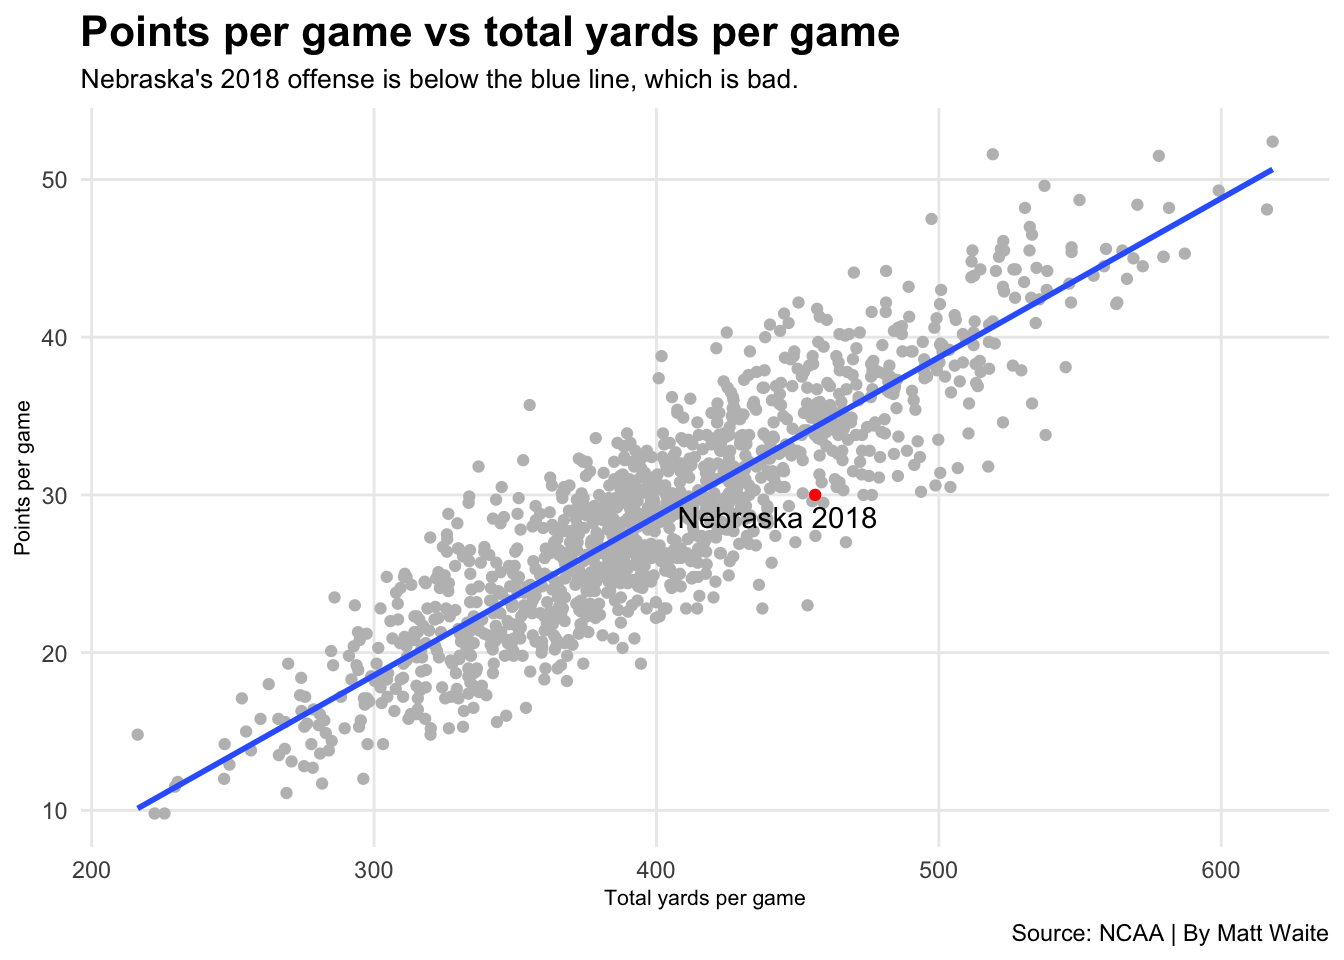 Points per game vs total yards per game
Nebraska's 2018 offense is below the blue line, which is bad.
50
40
30
20
10
Points per game
Nebraska 2018
200 300 400 500 600
Total yards per game
Source: NCAA | By Matt Waite